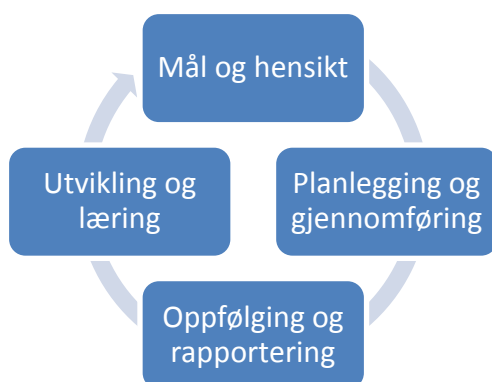 Mål og hensikt
Planlegging og
gjennomføring
Oppfølging og
rapportering
Utvikling og
læring